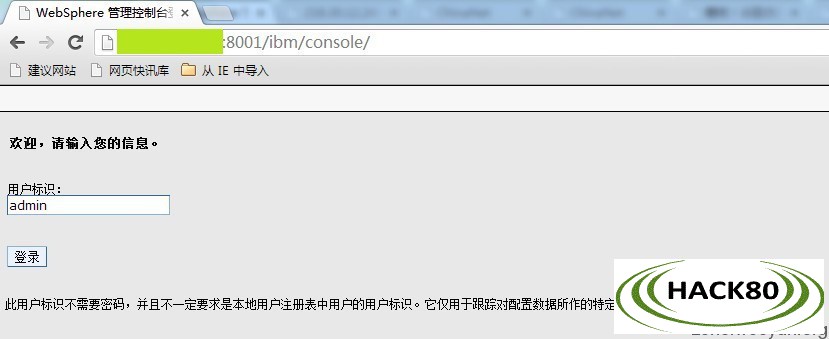 WebSphere 管理控制台
:8001/ibm/console/
建议网站 网页快讯库 从 IE 中导入
欢迎，请输入您的信息。
用户标识：
admin
登录
此用户标识不需要密码，并且不一定要求是本地用户注册表中用户的用户标识。它仅用于跟踪对配置数据所作的特定
HACK80